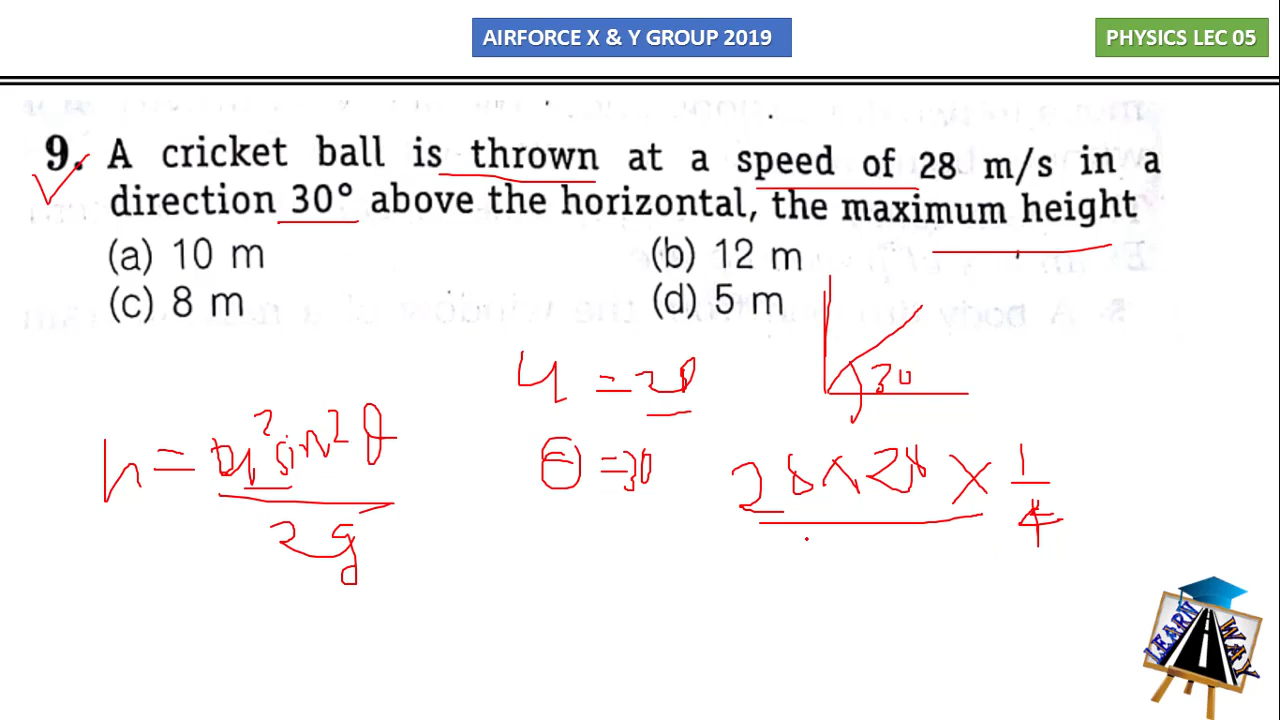 AIRFORCE X & Y GROUP 2019
PHYSICS LEC 05
9. A cricket ball is thrown at a speed of 28 m/s in a
direction 30° above the horizontal, the maximum height
(a) 10 m (b) 12 m
(c) 8 m (d) 5 m
30
u = 28
h = u² sin² θ / 2g
θ = 30
28 × 28 × 1/4
LEARN WAY